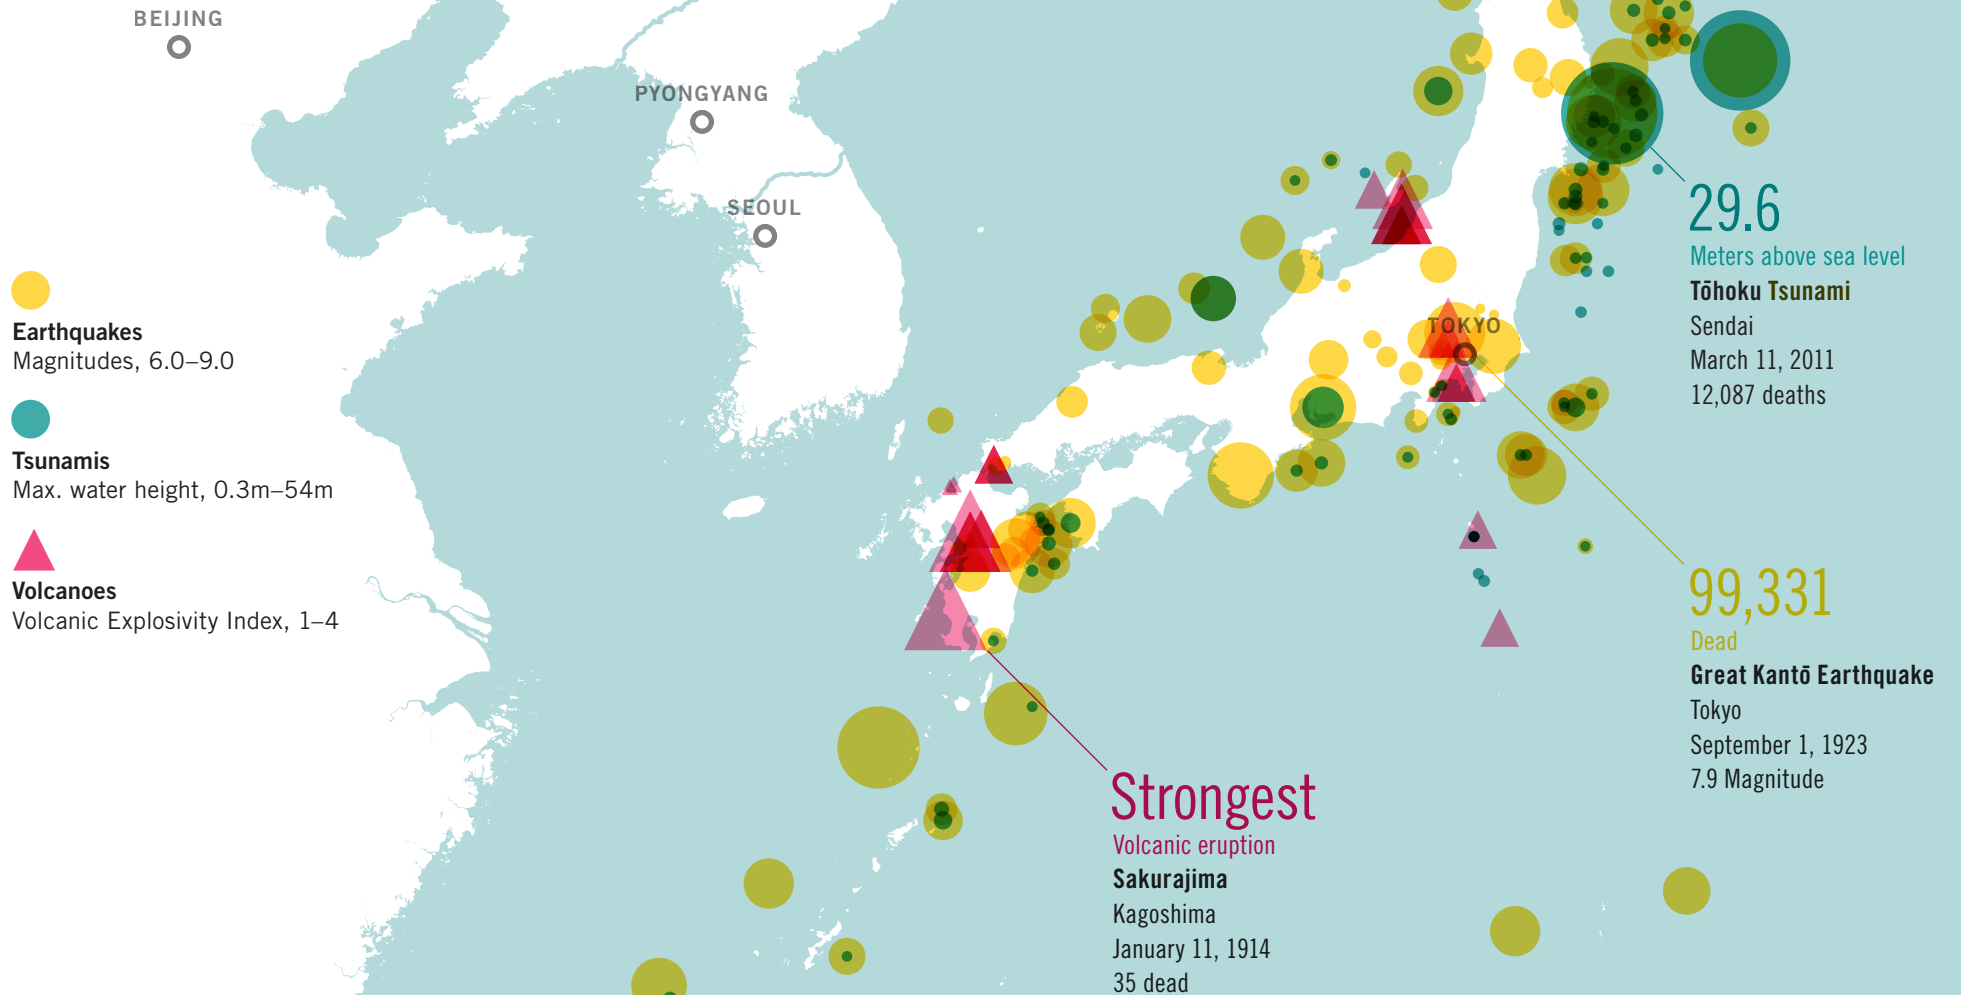 BEIJING
PYONGYANG
SEOUL
TOKYO
Earthquakes
Magnitudes, 6.0–9.0
Tsunamis
Max. water height, 0.3m–54m
Volcanoes
Volcanic Explosivity Index, 1–4
29.6
Meters above sea level
Tōhoku Tsunami
Sendai
March 11, 2011
12,087 deaths
99,331
Dead
Great Kantō Earthquake
Tokyo
September 1, 1923
7.9 Magnitude
Strongest
Volcanic eruption
Sakurajima
Kagoshima
January 11, 1914
35 dead